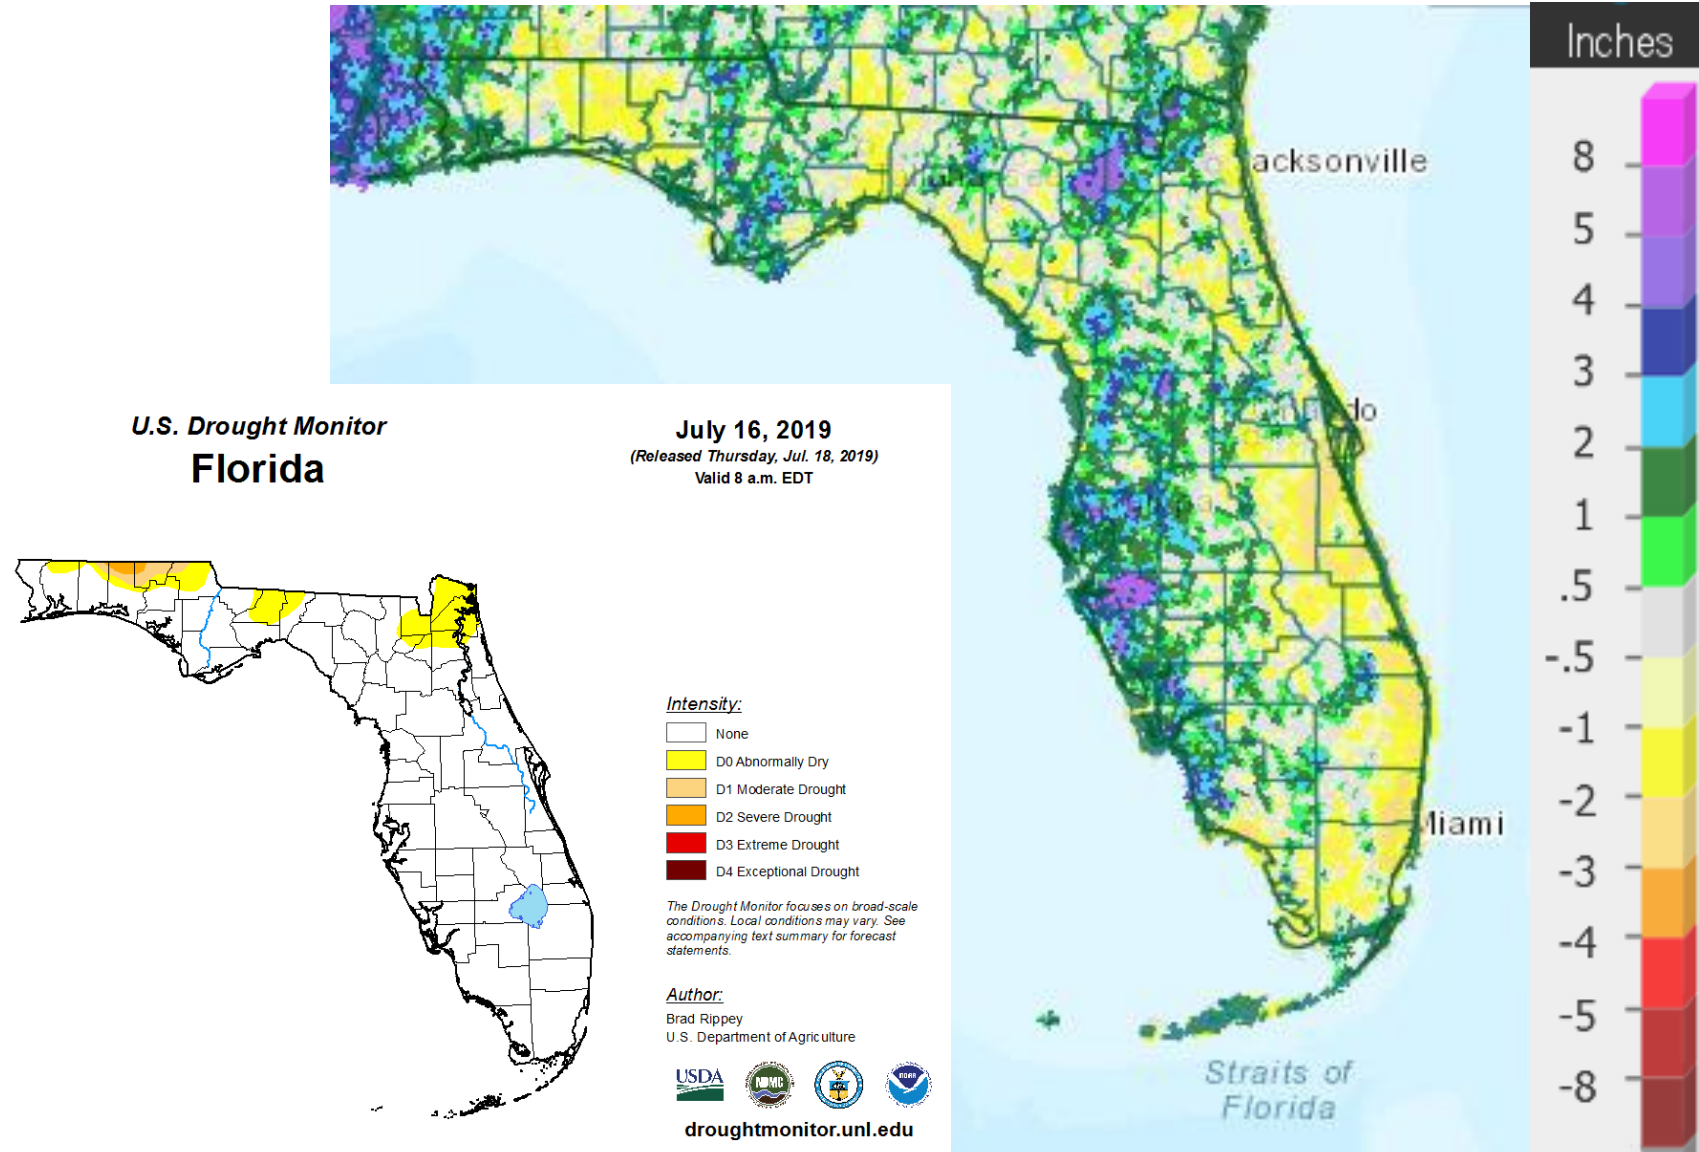 Inches
8
5
4
3
2
1
.5
-.5
-1
-2
-3
-4
-5
-8
acksonville
do
Miami
Straits of
Florida
U.S. Drought Monitor
Florida
July 16, 2019
(Released Thursday, Jul. 18, 2019)
Valid 8 a.m. EDT
Intensity:
None
D0 Abnormally Dry
D1 Moderate Drought
D2 Severe Drought
D3 Extreme Drought
D4 Exceptional Drought
The Drought Monitor focuses on broad-scale
conditions. Local conditions may vary. See
accompanying text summary for forecast
statements.
Author:
Brad Rippey
U.S. Department of Agriculture
USDA
NDMC
NOAA
droughtmonitor.unl.edu